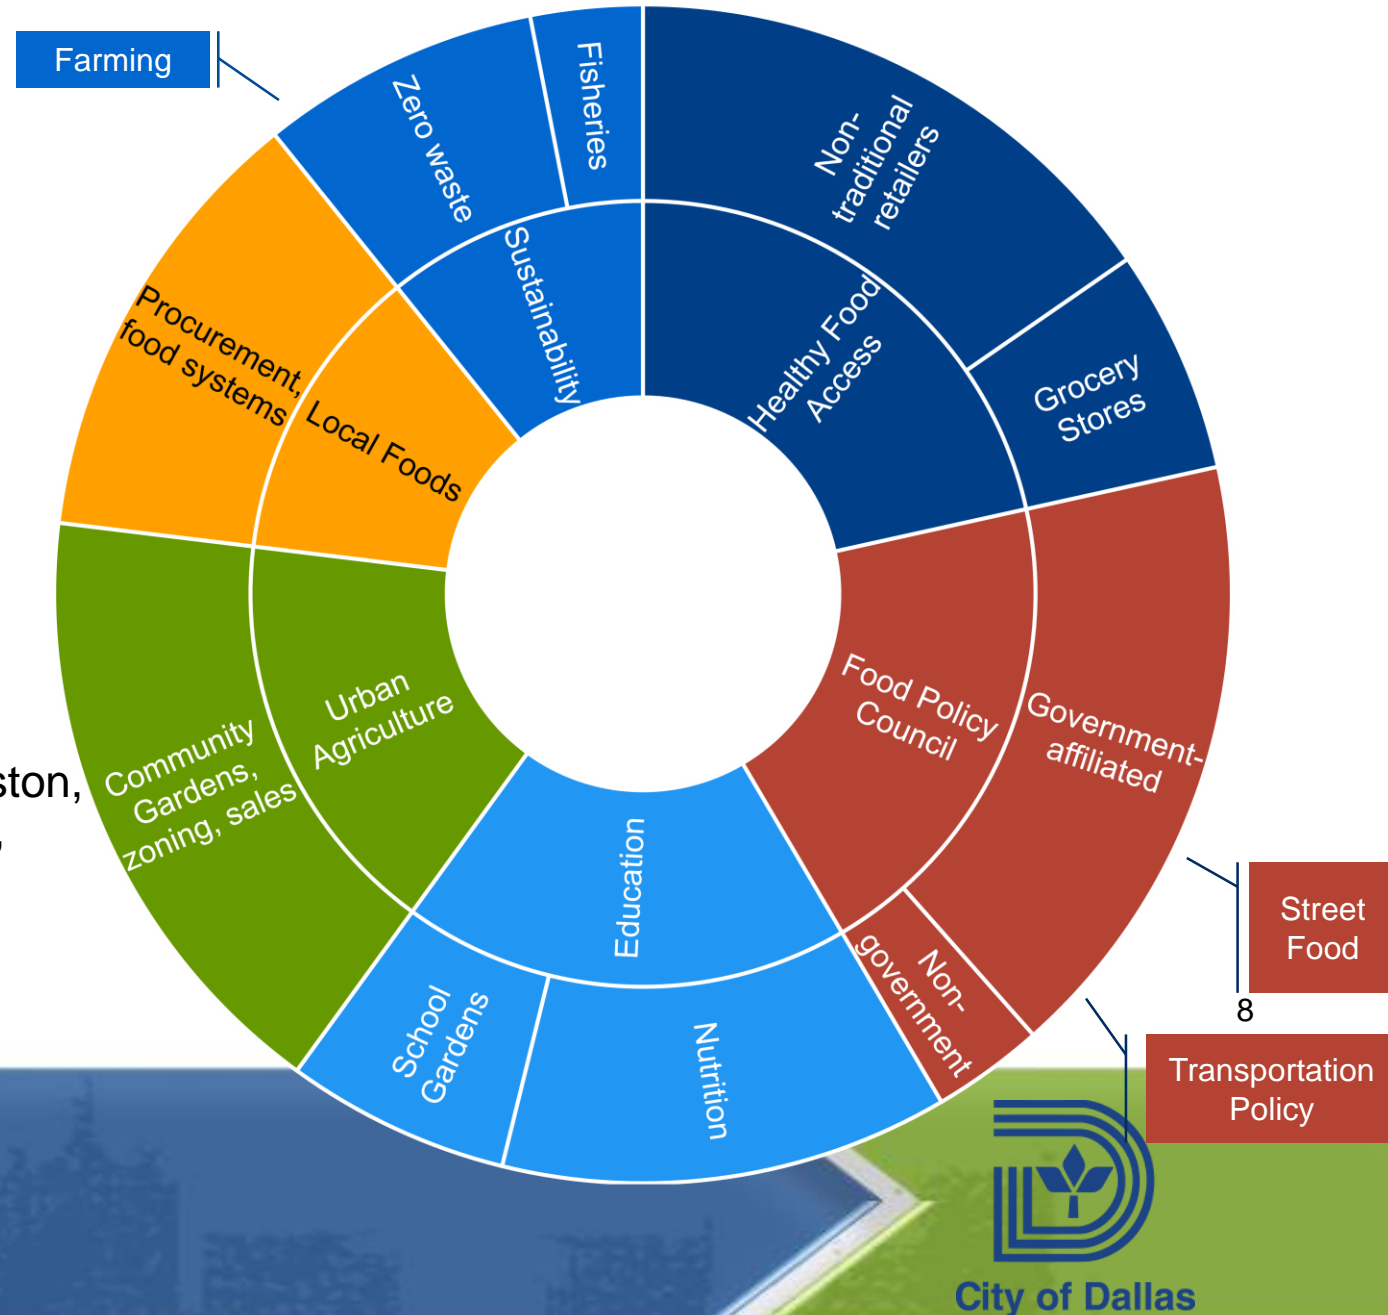 Farming
Zero waste
Fisheries
Sustainability
Non-
traditional
retailers
Healthy Food
Access
Grocery
Stores
Procurement,
food systems
Local Foods
Food Policy
Council
Government-
affiliated
Non-
government
Urban
Agriculture
Community
Gardens,
zoning, sales
Education
School
Gardens
Nutrition
ston,
,
Street
Food
8
Transportation
Policy
City of Dallas